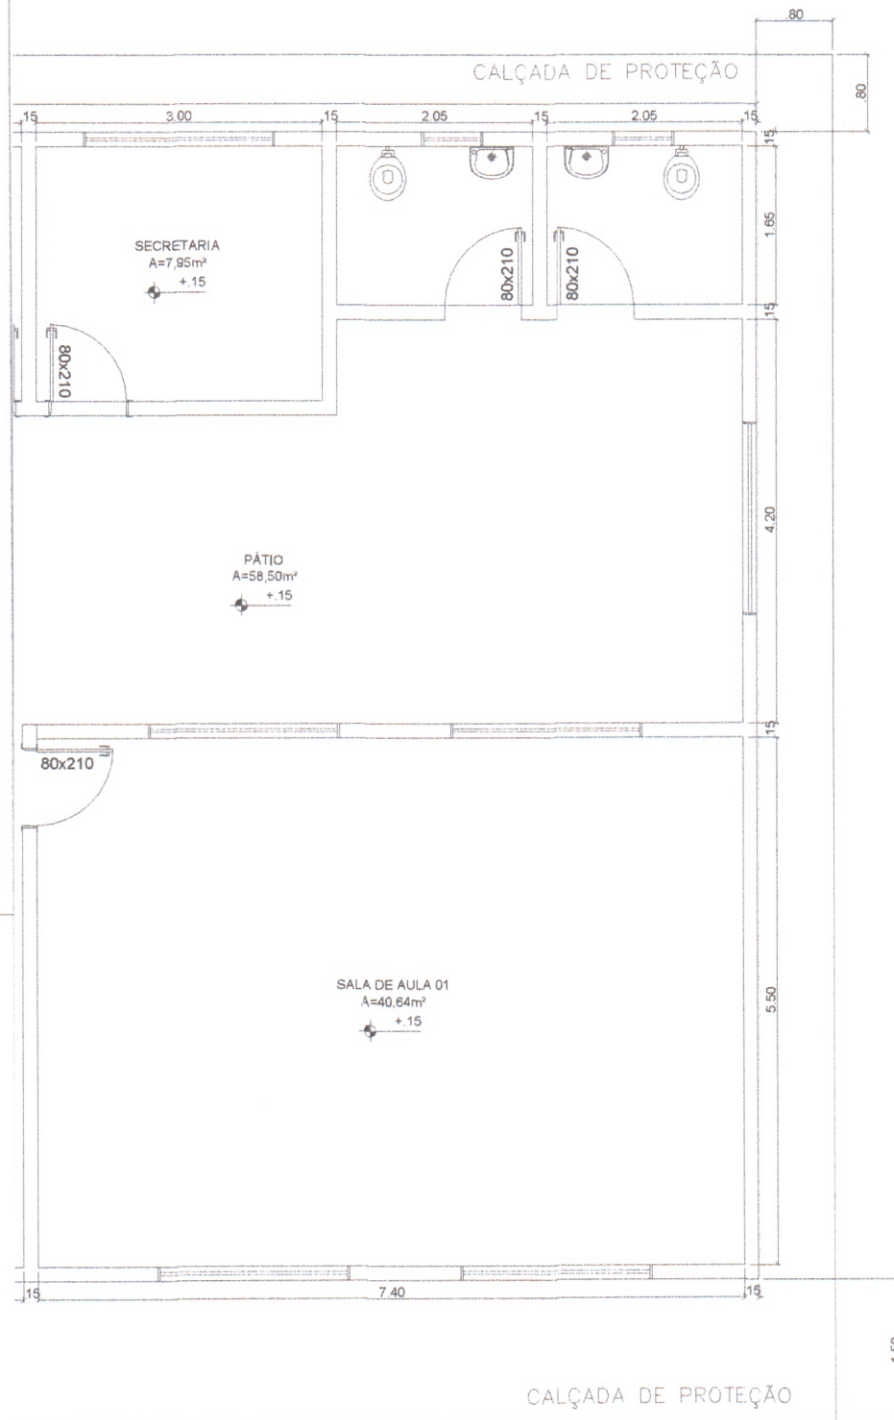 .80
CALÇADA DE PROTEÇÃO
.80
.15
3.00
.15
2.05
.15
2.05
.15
.15
SECRETARIA
A=7,95m²
+.15
1.65
80x210
80x210
.15
80x210
4.20
PÁTIO
A=58,50m²
+.15
.15
80x210
SALA DE AULA 01
A=40,64m²
+.15
5.50
.15
7.40
.15
CALÇADA DE PROTEÇÃO